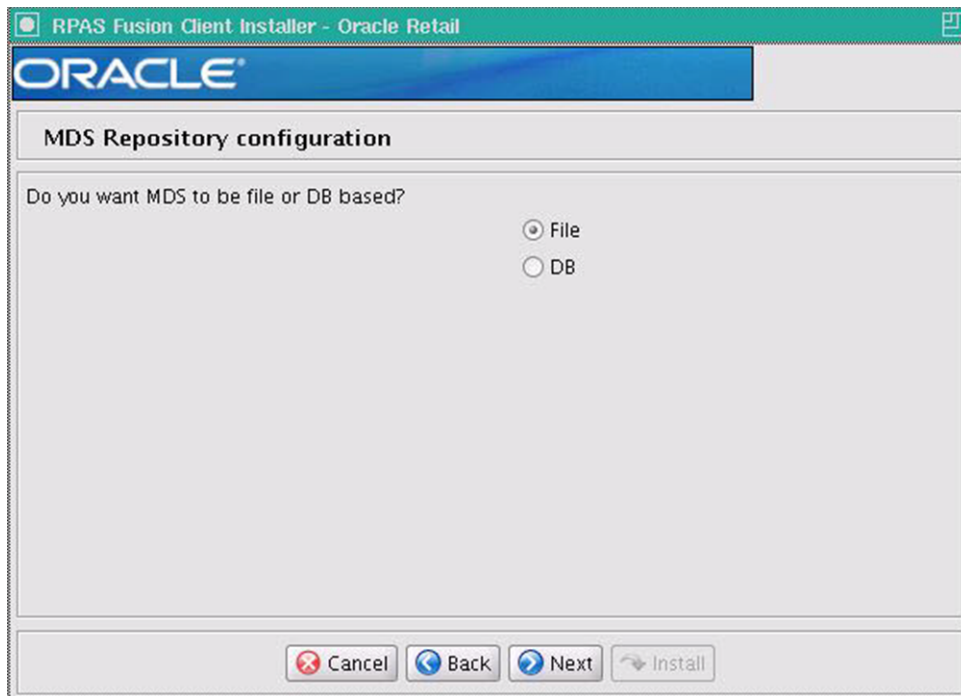 RPAS Fusion Client Installer - Oracle Retail
ORACLE®
MDS Repository configuration
Do you want MDS to be file or DB based?
File
DB
Cancel Back Next Install